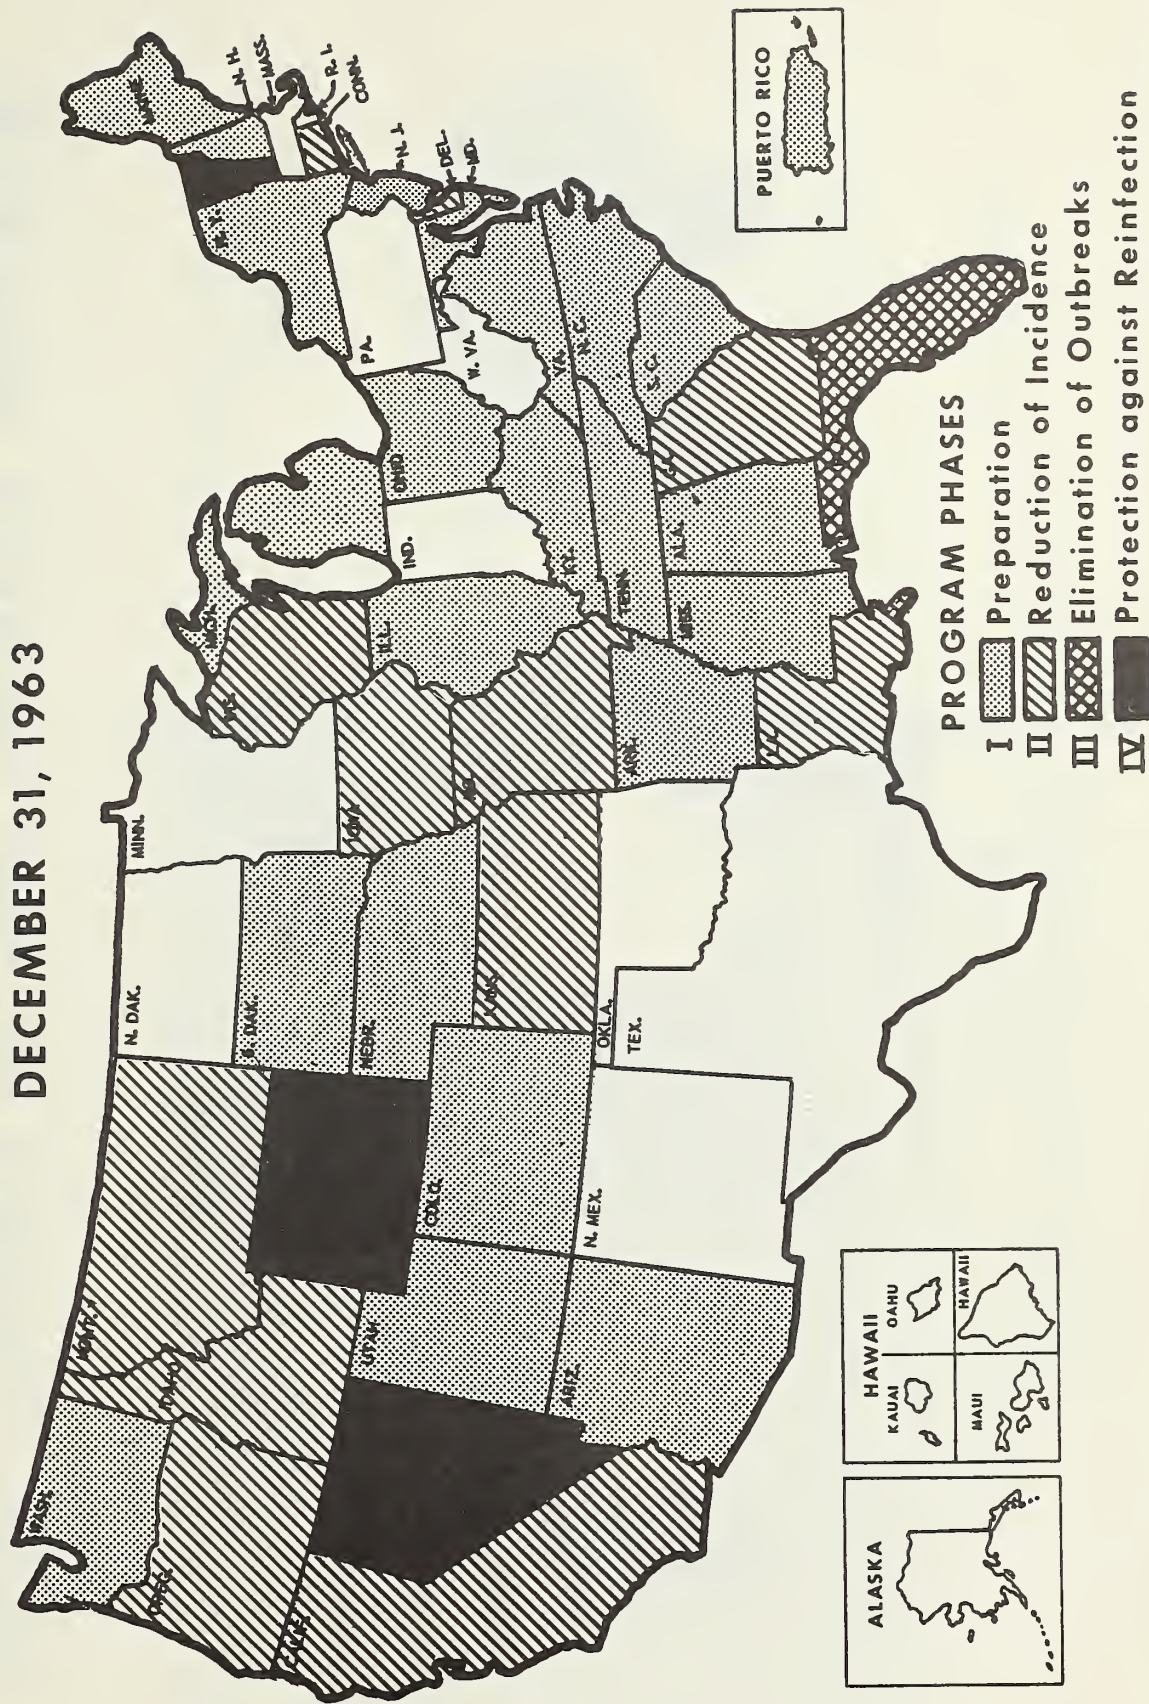 DECEMBER 31, 1963
WASH.
OREG.
CALIF.
IDAHO
MONT.
N. DAK.
S. DAK.
NEBR.
KANS.
COLO.
UTAH
ARIZ.
N. MEX.
OKLA.
TEX.
MINN.
IOWA
MO.
ARK.
LA.
WIS.
MICH.
ILL.
IND.
OHIO
KY.
TENN.
MISS.
ALA.
GA.
S. C.
N. C.
VA.
W. VA.
PA.
N. Y.
MAINE
N. H.
MASS.
R. I.
CONN.
N. J.
DEL.
MD.
ALASKA
HAWAII
KAUAI
OAHU
MAUI
HAWAII
PUERTO RICO
PROGRAM PHASES
I Preparation
II Reduction of Incidence
III Elimination of Outbreaks
IV Protection against Reinfection